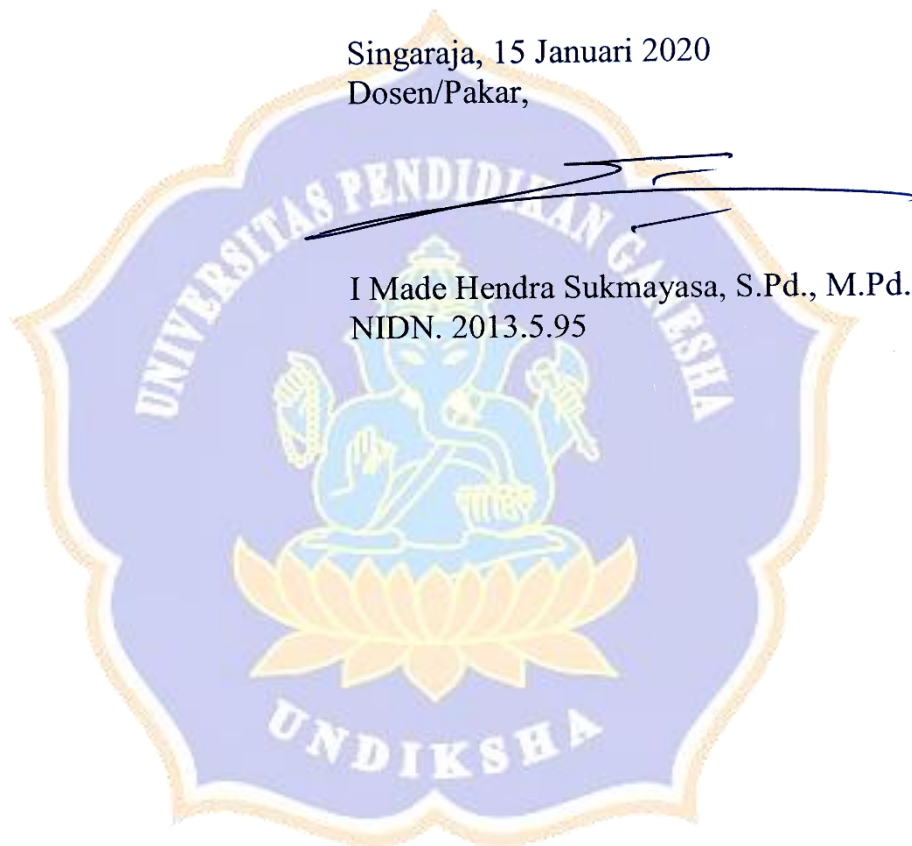 Singaraja, 15 Januari 2020
Dosen/Pakar,
UNIVERSITAS PENDIDIKAN GANESHA
I Made Hendra Sukmayasa, S.Pd., M.Pd.
NIDN. 2013.5.95
UNDIKSHA